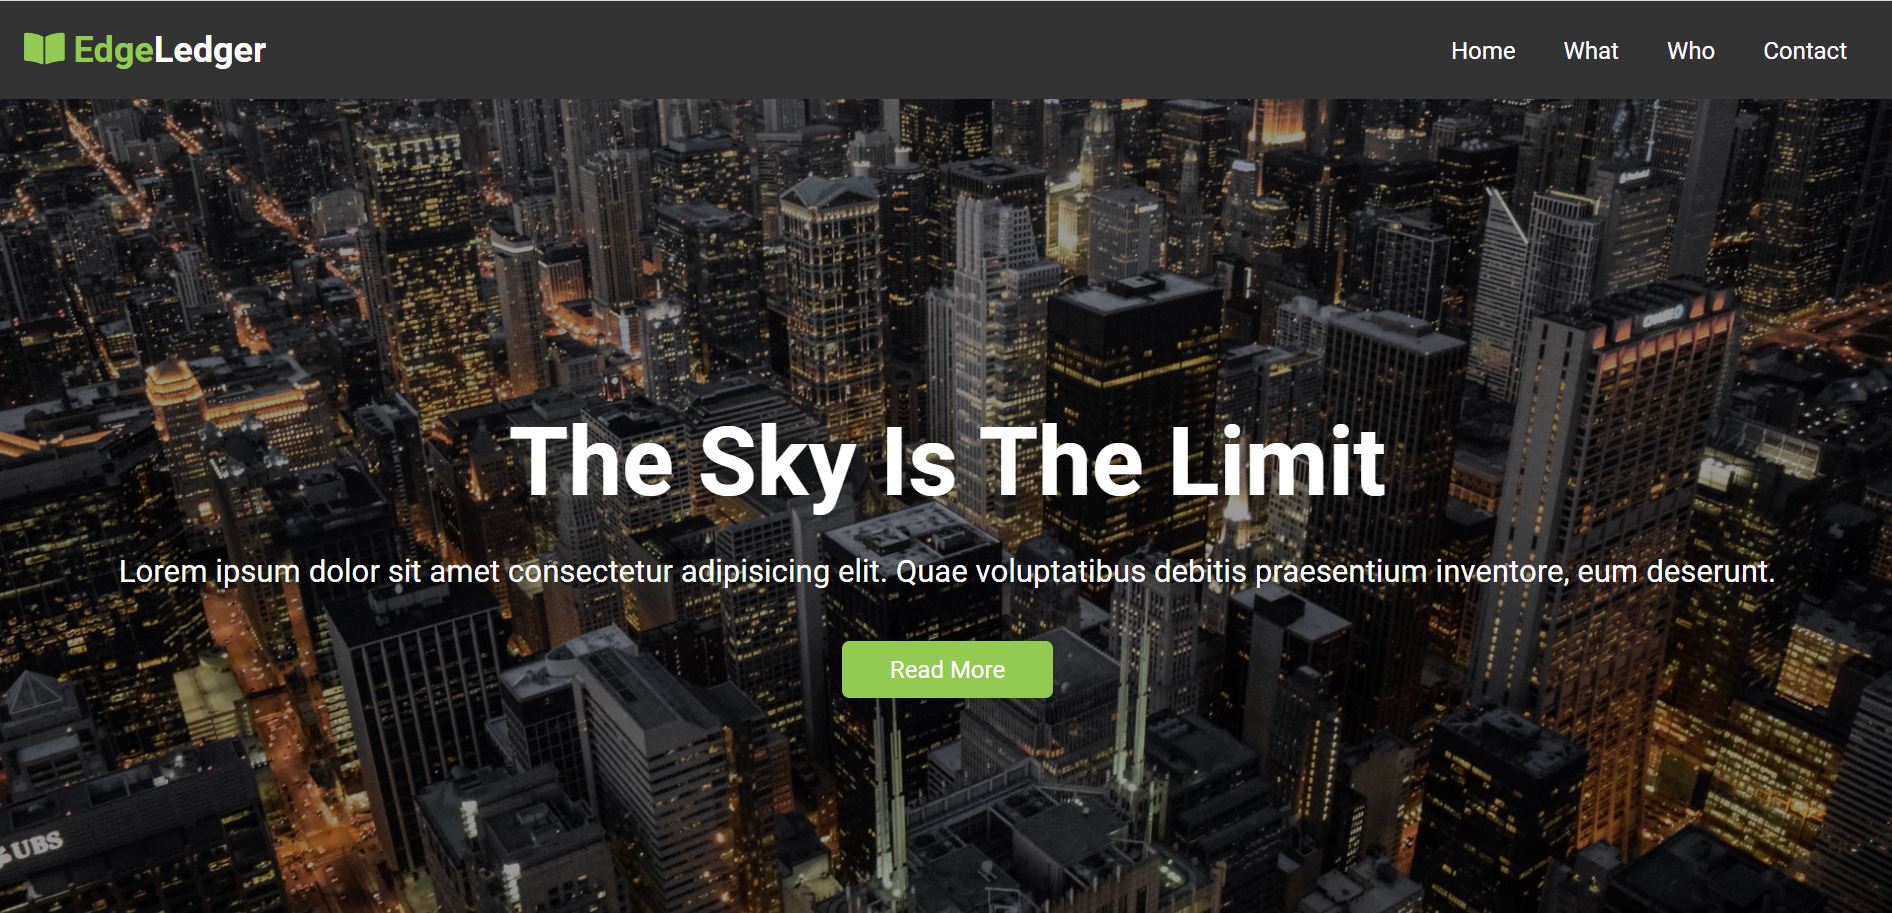 EdgeLedger
Home What Who Contact
CHASE
The Sky Is The Limit
Lorem ipsum dolor sit amet consectetur adipisicing elit. Quae voluptatibus debitis praesentium inventore, eum deserunt.
Read More
UBS